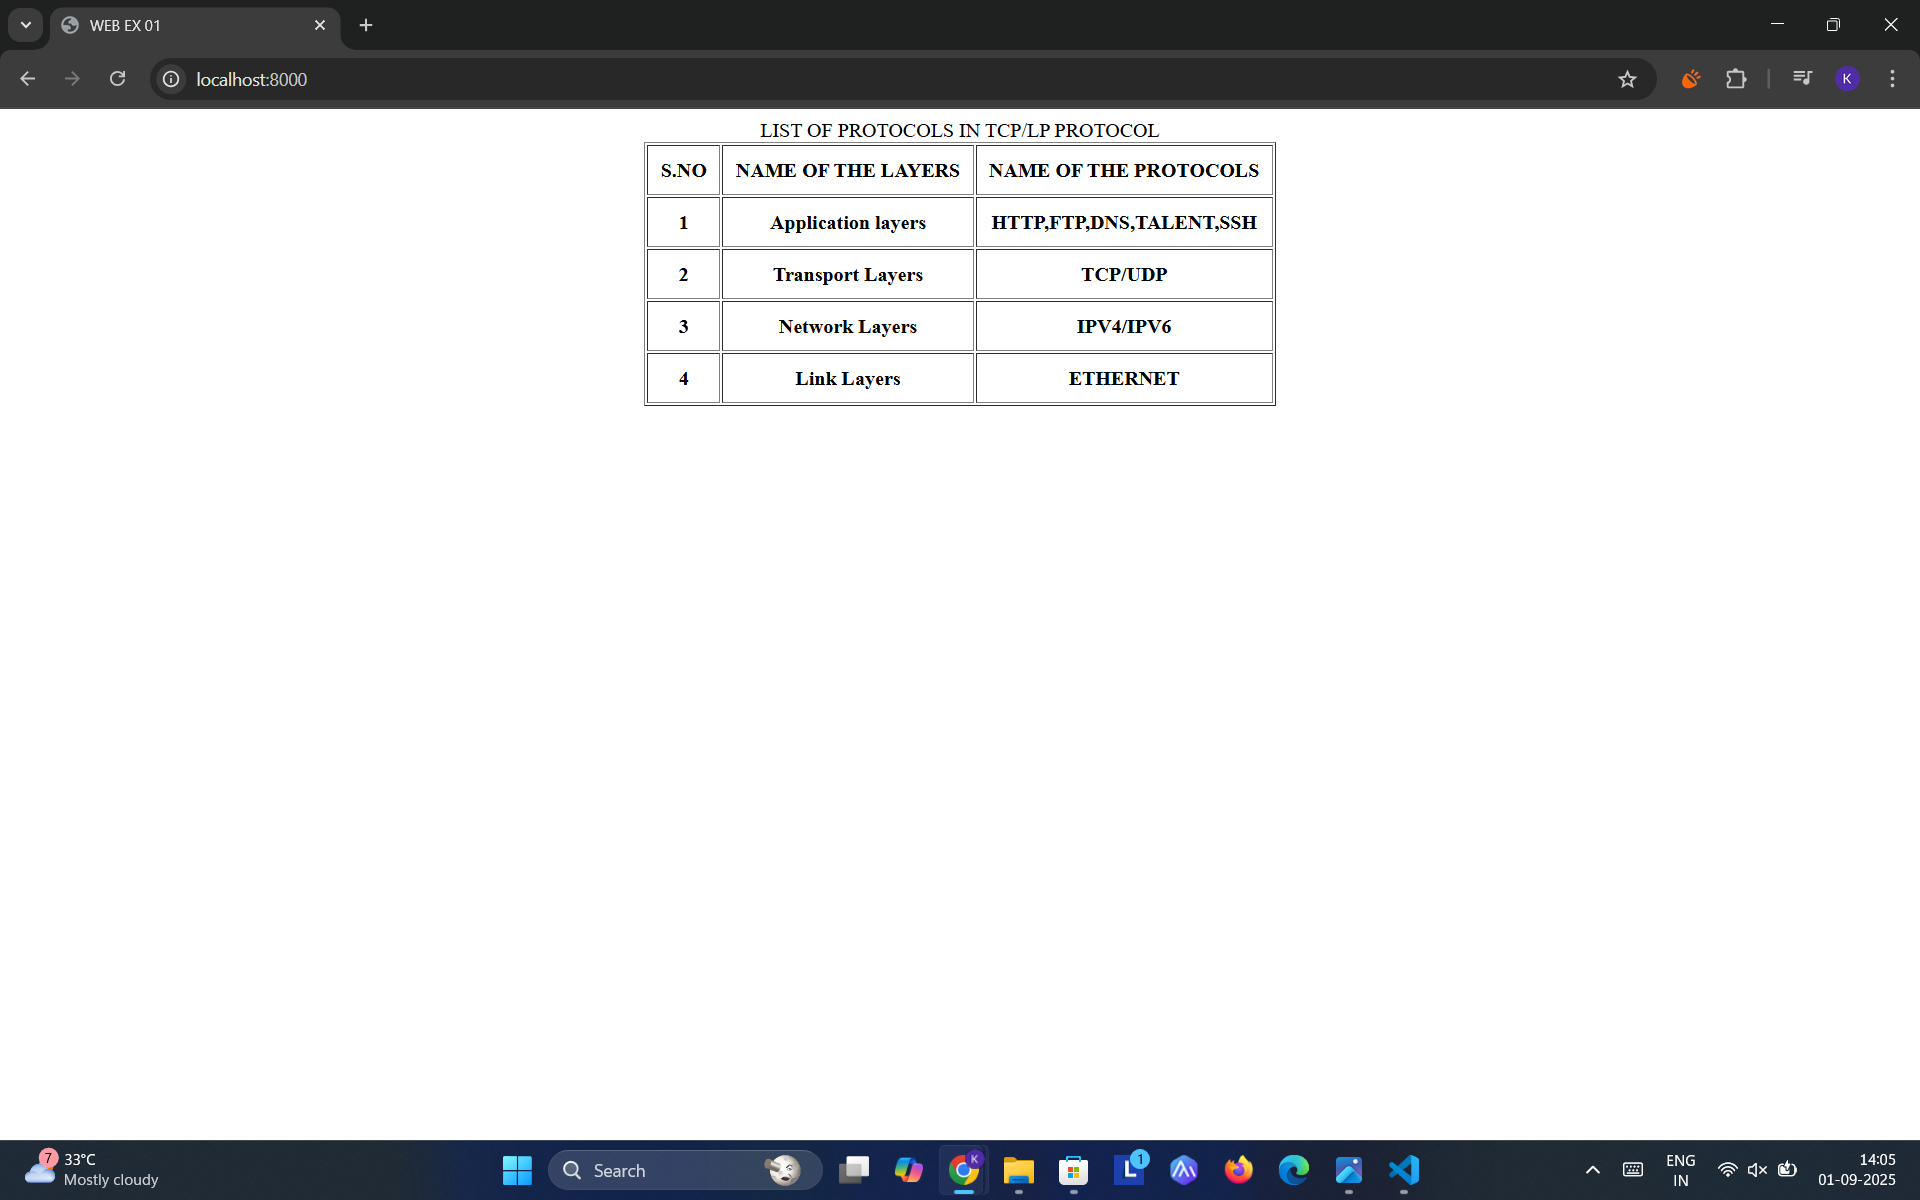 WEB EX 01
localhost:8000
K
LIST OF PROTOCOLS IN TCP/LP PROTOCOL
S.NO NAME OF THE LAYERS NAME OF THE PROTOCOLS
1 Application layers HTTP,FTP,DNS,TALENT,SSH
2 Transport Layers TCP/UDP
3 Network Layers IPV4/IPV6
4 Link Layers ETHERNET
7 33°C
Mostly cloudy
Search
K
L 1
ENG
IN
14:05
01-09-2025